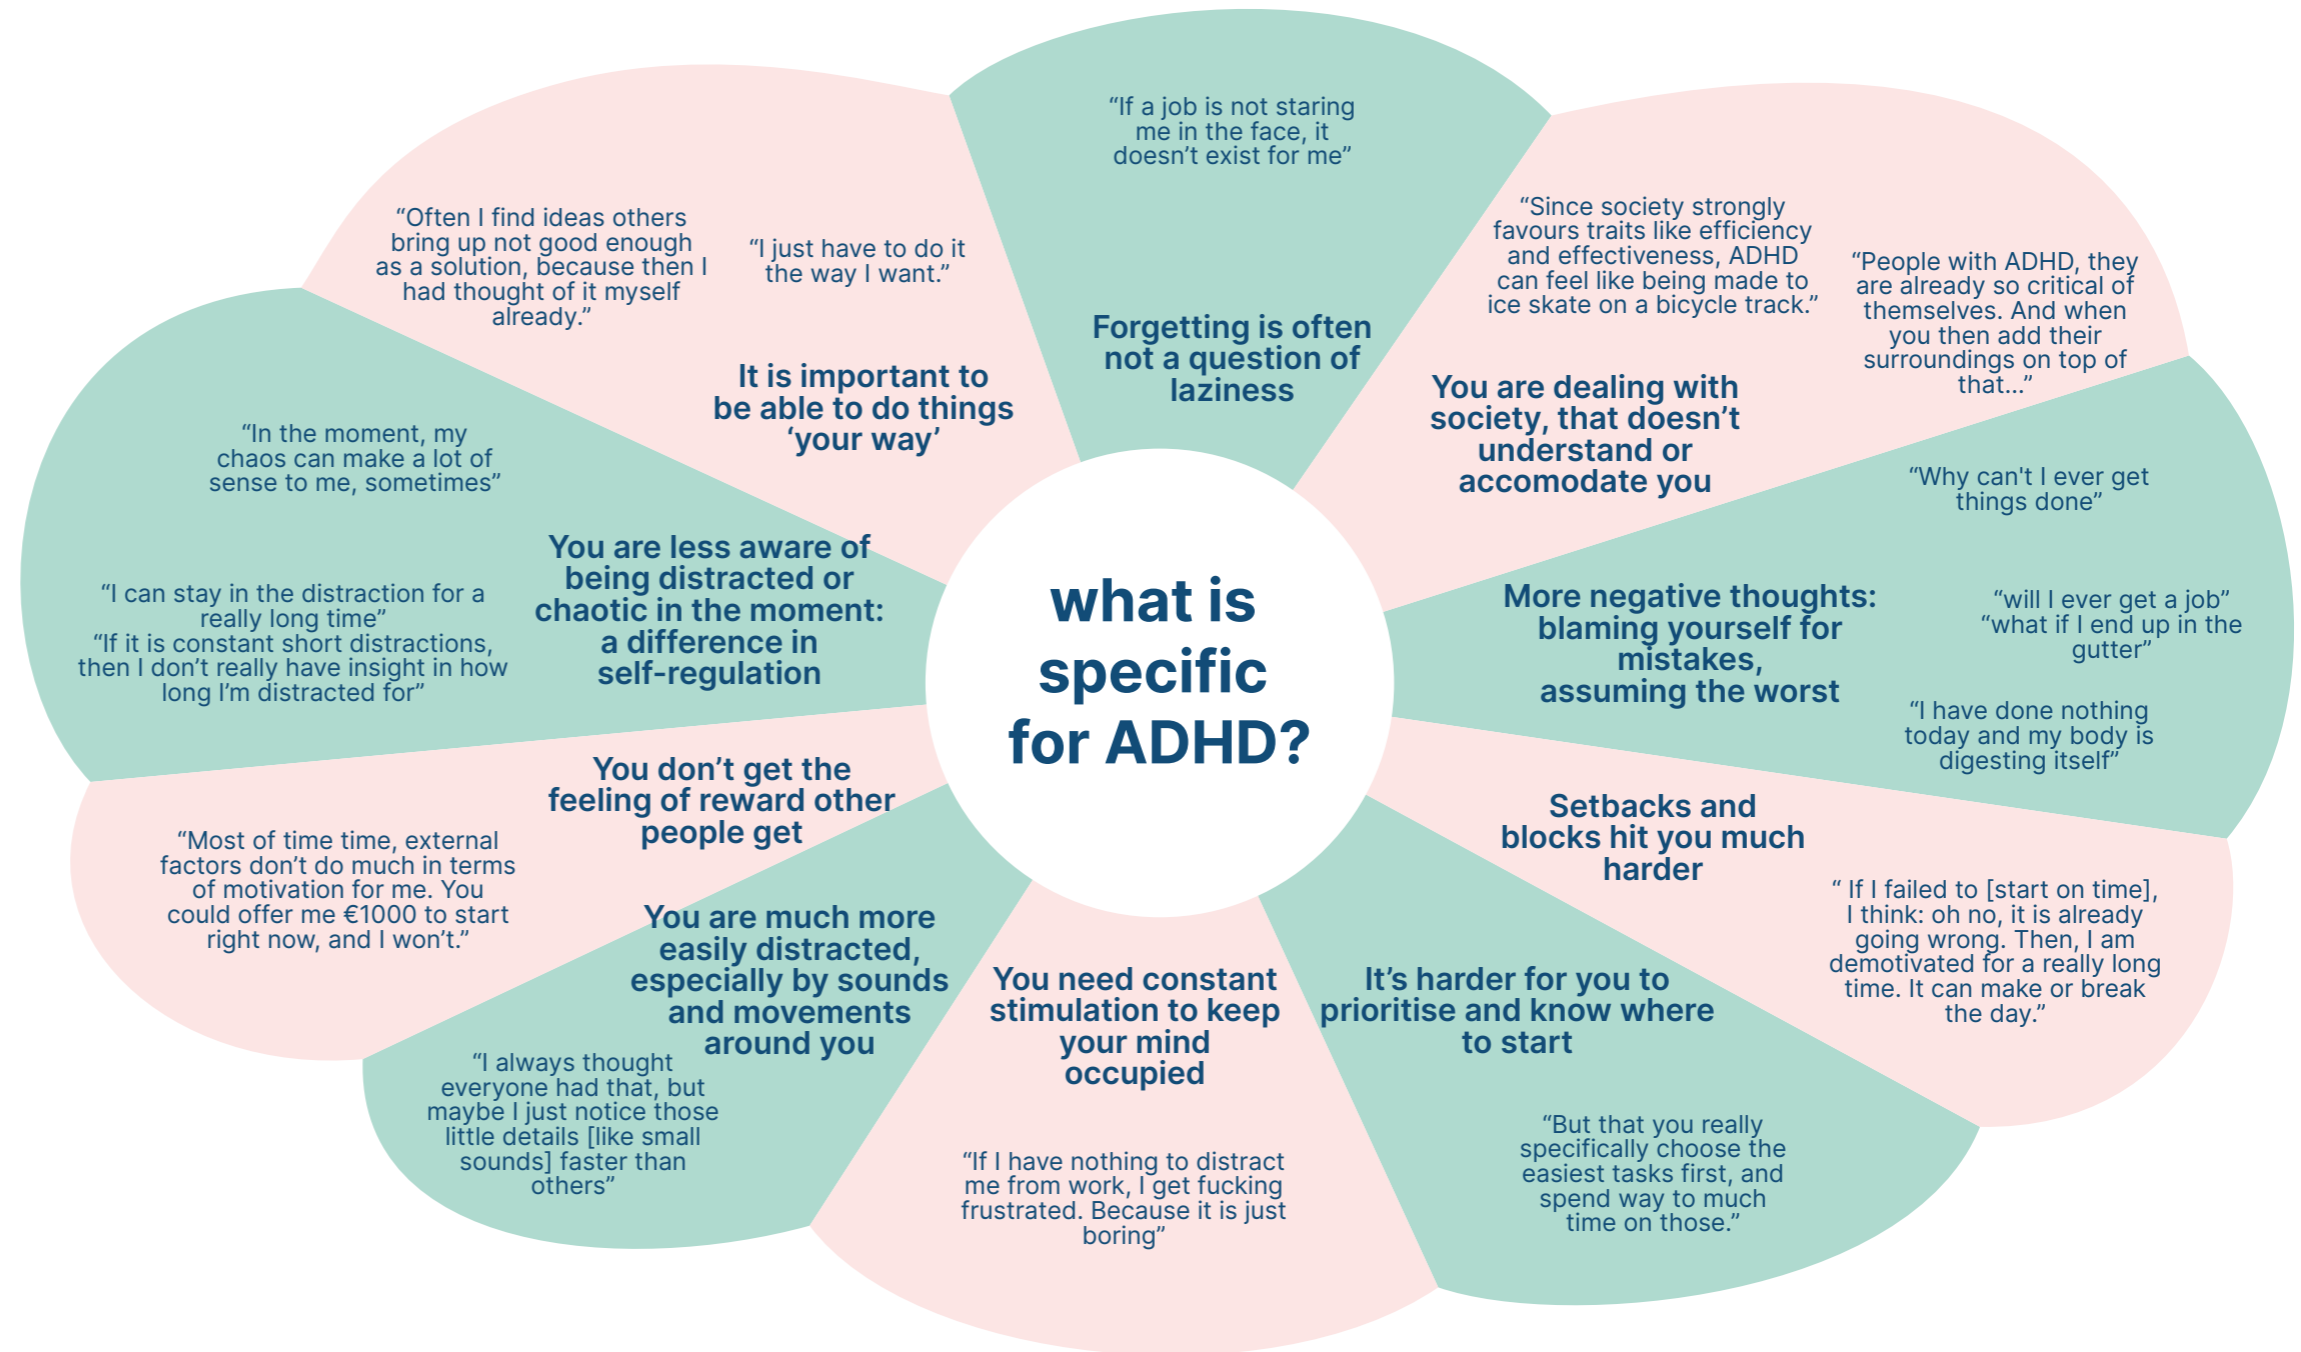 what is
specific
for ADHD?
“If a job is not staring
me in the face, it
doesn’t exist for me”
Forgetting is often
not a question of
laziness
“Since society strongly
favours traits like efficiency
and effectiveness, ADHD
can feel like being made to
ice skate on a bicycle track.”
“People with ADHD, they
are already so critical of
themselves. And when
you then add their
surroundings on top of
that...”
You are dealing with
society, that doesn’t
understand or
accomodate you
“Why can't I ever get
things done”
More negative thoughts:
blaming yourself for
mistakes,
assuming the worst
“will I ever get a job”
“what if I end up in the
gutter”
“I have done nothing
today and my body is
digesting itself”
Setbacks and
blocks hit you much
harder
“ If I failed to [start on time],
I think: oh no, it is already
going wrong. Then, I am
demotivated for a really long
time. It can make or break
the day.”
It’s harder for you to
prioritise and know where
to start
“But that you really
specifically choose the
easiest tasks first, and
spend way to much
time on those.”
You need constant
stimulation to keep
your mind
occupied
“If I have nothing to distract
me from work, I get fucking
frustrated. Because it is just
boring”
You are much more
easily distracted,
especially by sounds
and movements
around you
“I always thought
everyone had that, but
maybe I just notice those
little details [like small
sounds] faster than
others”
You don’t get the
feeling of reward other
people get
“Most of time time, external
factors don’t do much in terms
of motivation for me. You
could offer me €1000 to start
right now, and I won’t.”
“In the moment, my
chaos can make a lot of
sense to me, sometimes”
You are less aware of
being distracted or
chaotic in the moment:
a difference in
self-regulation
“I can stay in the distraction for a
really long time”
“If it is constant short distractions,
then I don’t really have insight in how
long I’m distracted for”
“Often I find ideas others
bring up not good enough
as a solution, because then I
had thought of it myself
already.”
“I just have to do it
the way I want.”
It is important to
be able to do things
‘your way’